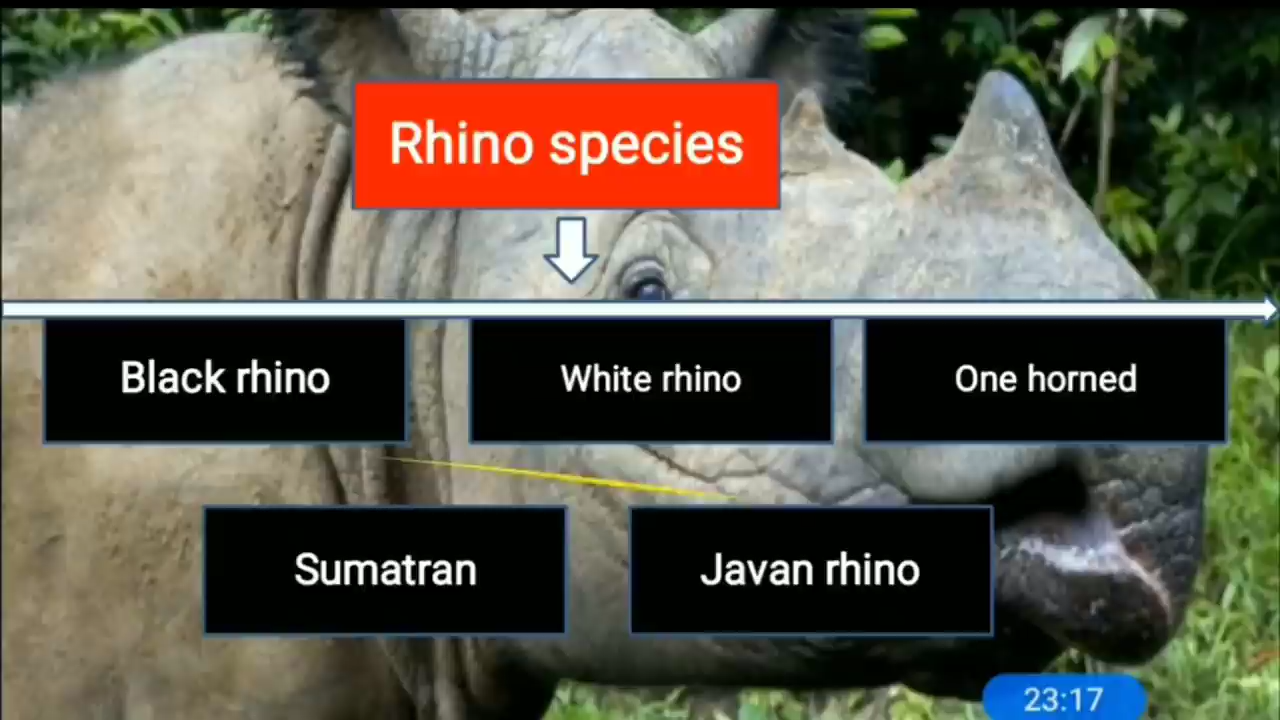 Rhino species
Black rhino
White rhino
One horned
Sumatran
Javan rhino
23:17